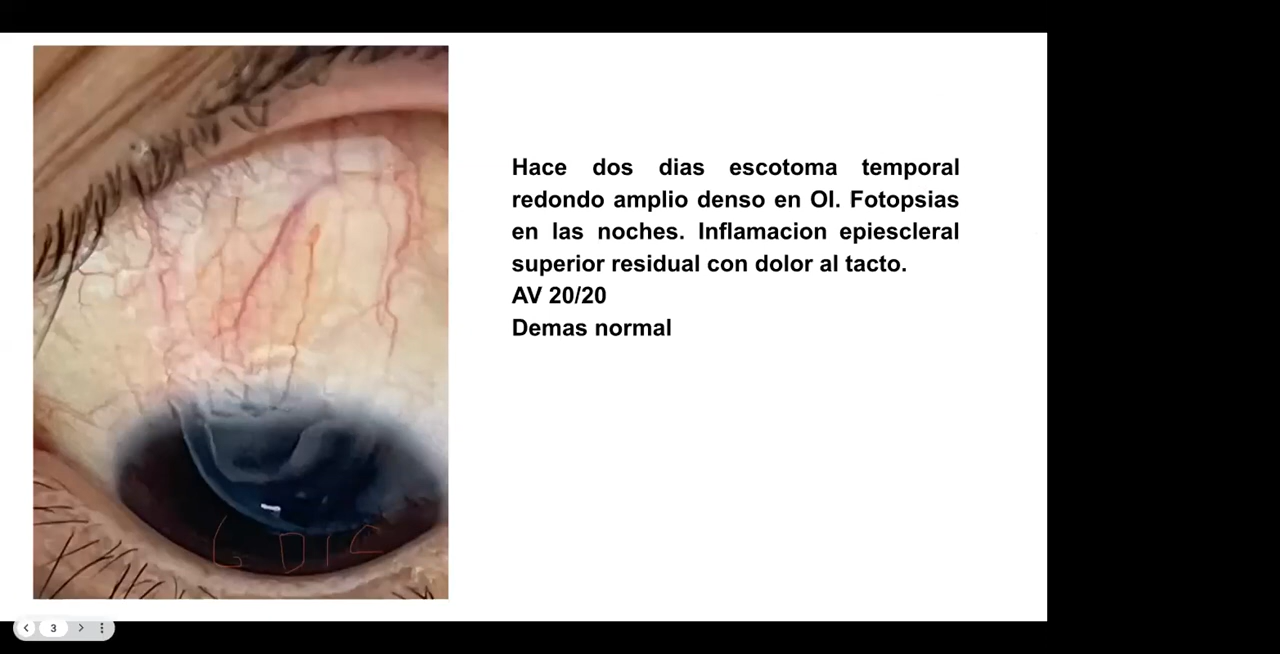 Hace dos dias escotoma temporal
redondo amplio denso en OI. Fotopsias
en las noches. Inflamacion epiescleral
superior residual con dolor al tacto.
AV 20/20
Demas normal
3